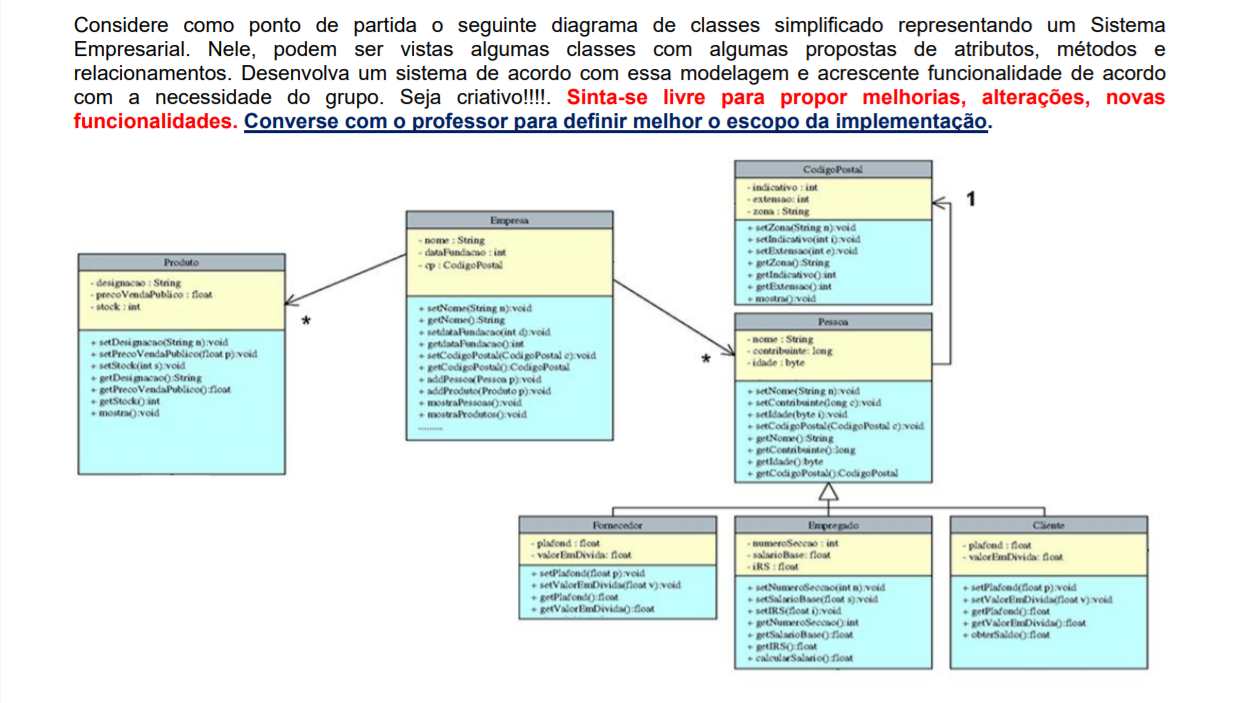 Considere como ponto de partida o seguinte diagrama de classes simplificado representando um Sistema
Empresarial. Nele, podem ser vistas algumas classes com algumas propostas de atributos, métodos e
relacionamentos. Desenvolva um sistema de acordo com essa modelagem e acrescente funcionalidade de acordo
com a necessidade do grupo. Seja criativo!!!!. Sinta-se livre para propor melhorias, alterações, novas
funcionalidades. Converse com o professor para definir melhor o escopo da implementação.
CodigoPostal
- indicativo : int
- extensao: int
- zona : String
+ setZona(String n):void
+ setIndicativo(int i):void
+ setExtensao(int e):void
+ getZona():String
+ getIndicativo():int
+ getExtensao():int
+ mostra():void
1
Empresa
- nome : String
- dataFundacao : int
- cp : CodigoPostal
+ setNome(String n):void
+ getNome():String
+ setdataFundacao(int d):void
+ getdataFundacao():int
+ setCodigoPostal(CodigoPostal c):void
+ getCodigoPostal():CodigoPostal
+ addPessoa(Pessoa p):void
+ addProduto(Produto p):void
+ mostraPessoas():void
+ mostraProdutos():void
.........
Produto
- designacao : String
- precoVendaPublico : float
- stock : int
+ setDesignacao(String n):void
+ setPrecoVendaPublico(float p):void
+ setStock(int s):void
+ getDesignacao():String
+ getPrecoVendaPublico():float
+ getStock():int
+ mostra():void
*
*
Pessoa
- nome : String
- contribuinte: long
- idade : byte
+ setNome(String n):void
+ setContribuinte(long c):void
+ setIdade(byte i):void
+ setCodigoPostal(CodigoPostal c):void
+ getNome():String
+ getContribuinte():long
+ getIdade():byte
+ getCodigoPostal():CodigoPostal
Fornecedor
- plafond : float
- valorEmDivida: float
+ setPlafond(float p):void
+ setValorEmDivida(float v):void
+ getPlafond():float
+ getValorEmDivida():float
Empregado
- numeroSeccao : int
- salarioBase: float
- iRS : float
+ setNumeroSeccao(int n):void
+ setSalarioBase(float s):void
+ setIRS(float i):void
+ getNumeroSeccao():int
+ getSalarioBase():float
+ getIRS():float
+ calcularSalario():float
Cliente
- plafond : float
- valorEmDivida: float
+ setPlafond(float p):void
+ setValorEmDivida(float v):void
+ getPlafond():float
+ getValorEmDivida():float
+ obterSaldo():float